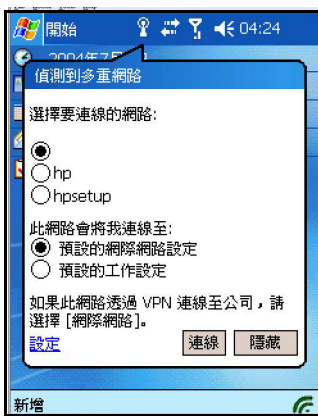 開始 04:24
2004年7月
偵測到多重網路
選擇要連線的網路:
hp
hpsetup
此網路會將我連線至:
預設的網際網路設定
預設的工作設定
如果此網路透過 VPN 連線至公司，請
選擇 [網際網路]。
設定 連線 隱藏
新增